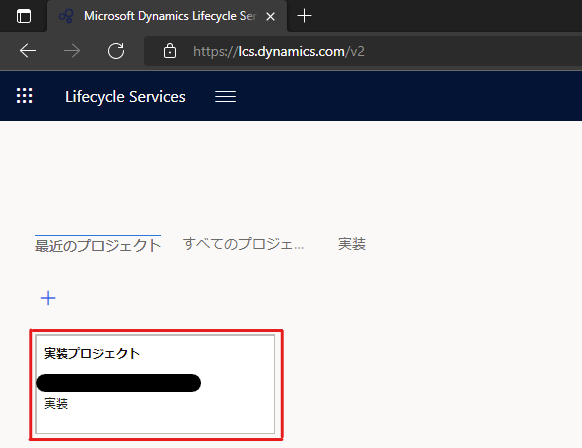 Microsoft Dynamics Lifecycle Ser
https://lcs.dynamics.com/v2
Lifecycle Services
最近のプロジェクト すべてのプロジェ... 実装
実装プロジェクト
実装